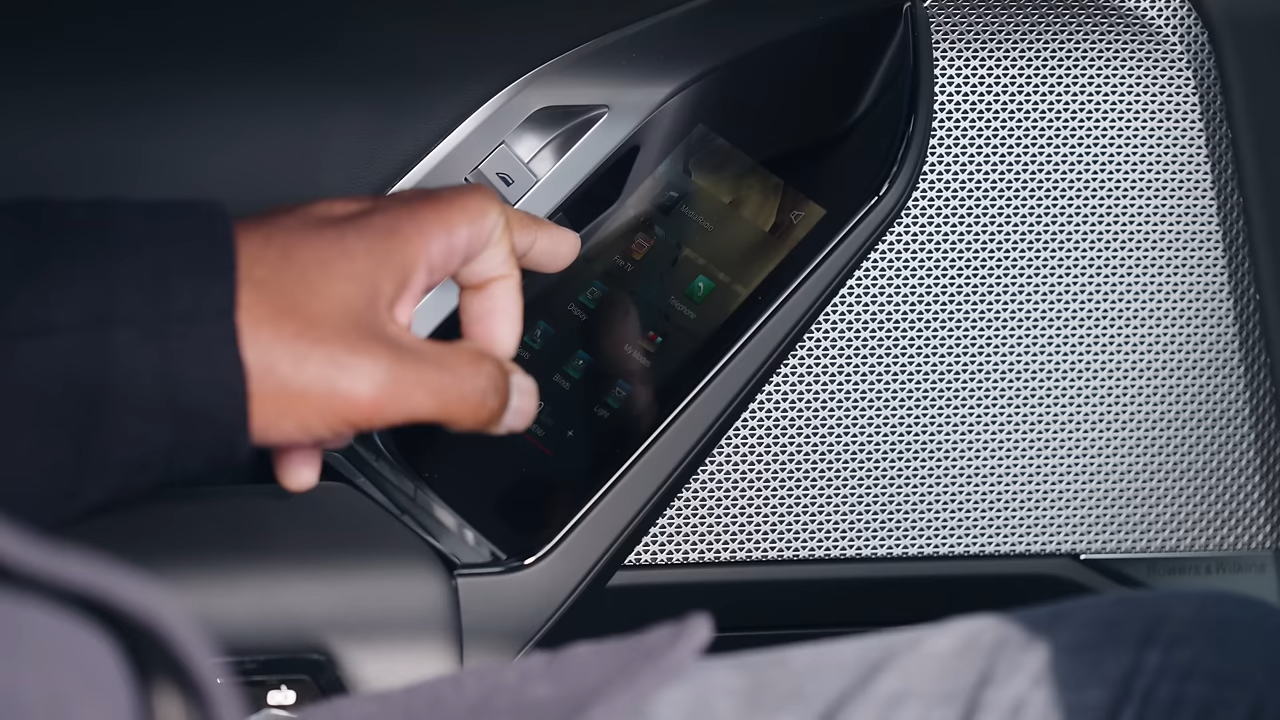 Media/Radio
Fire TV
Telephone
Display
My Modes
Blinds
Light
Bowers & Wilkins